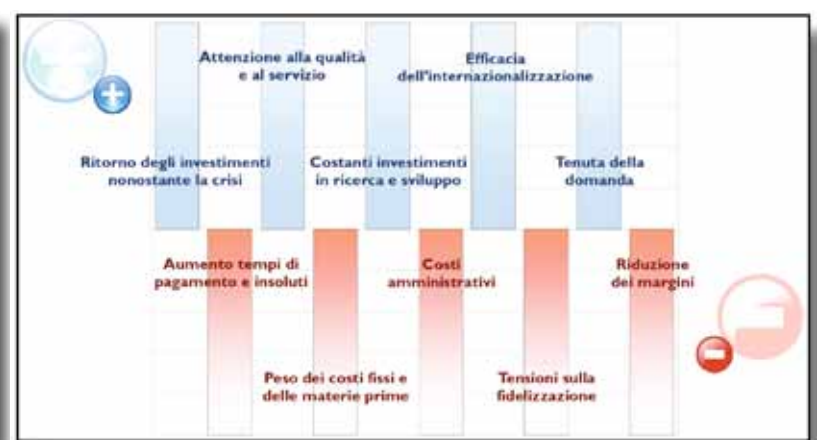 Attenzione alla qualità
e al servizio
Efficacia
dell'internazionalizzazione
Ritorno degli investimenti
nonostante la crisi
Costanti investimenti
in ricerca e sviluppo
Tenuta della
domanda
Aumento tempi di
pagamento e insoluti
Costi
amministrativi
Riduzione
dei margini
Peso dei costi fissi e
delle materie prime
Tensioni sulla
fidelizzazione